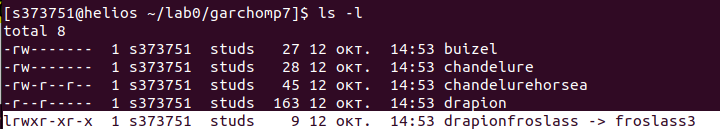 [s373751@helios ~/lab0/garchomp7]$ ls -l
total 8
-rw------- 1 s373751 studs 27 12 окт. 14:53 buizel
-rw------- 1 s373751 studs 28 12 окт. 14:53 chandelure
-rw-r--r-- 1 s373751 studs 45 12 окт. 14:53 chandelurehorsea
-r--r----- 1 s373751 studs 163 12 окт. 14:53 drapion
lrwxr-xr-x 1 s373751 studs 9 12 окт. 14:53 drapionfroslass -> froslass3